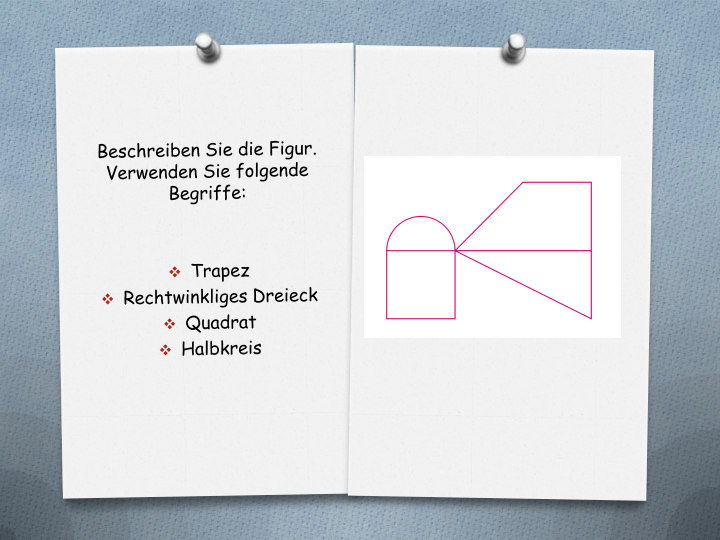 Beschreiben Sie die Figur.
Verwenden Sie folgende
Begriffe:
Trapez
Rechtwinkliges Dreieck
Quadrat
Halbkreis